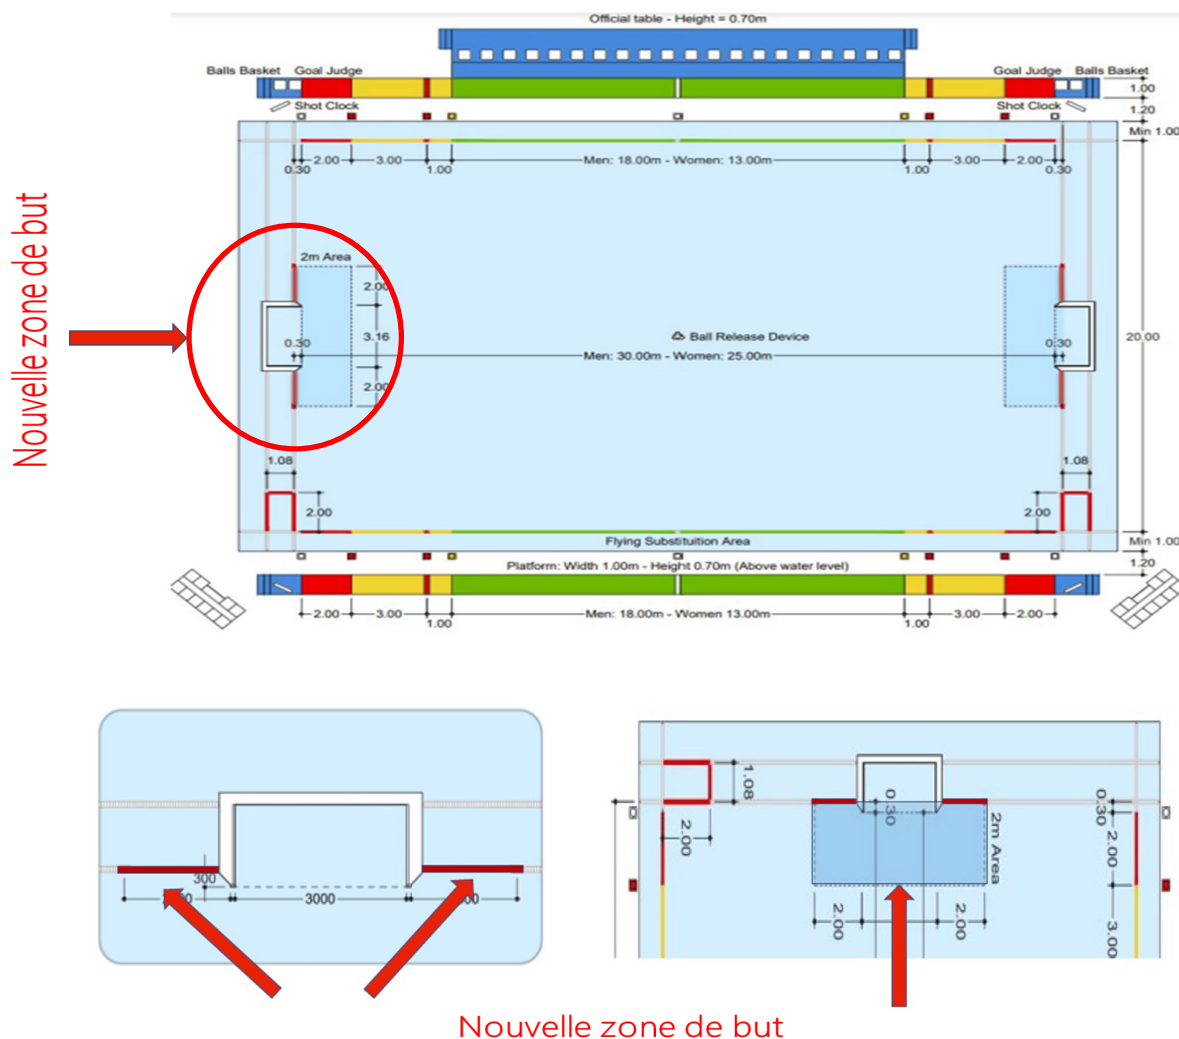 Official table - Height = 0.70m
Balls Basket Goal Judge Goal Judge Balls Basket
1.00
Shot Clock Shot Clock
1.20
Min 1.00
2.00 3.00 Men: 18.00m - Women: 13.00m 3.00 2.00
0.30 1.00 1.00 0.30
Nouvelle zone de but
2m Area
2.00
3.16
2.00
0.30
Ball Release Device
0.30
20.00
Men: 30.00m - Women: 25.00m
1.08 1.08
2.00 2.00
Flying Substituition Area
Min 1.00
Platform: Width 1.00m - Height 0.70m (Above water level)
1.20
2.00 3.00 Men: 18.00m - Women 13.00m 3.00 2.00
1.00 1.00
300
3000
1.08
2.00
0.30
2m Area
2.00
2.00
0.30
2.00
3.00
Nouvelle zone de but